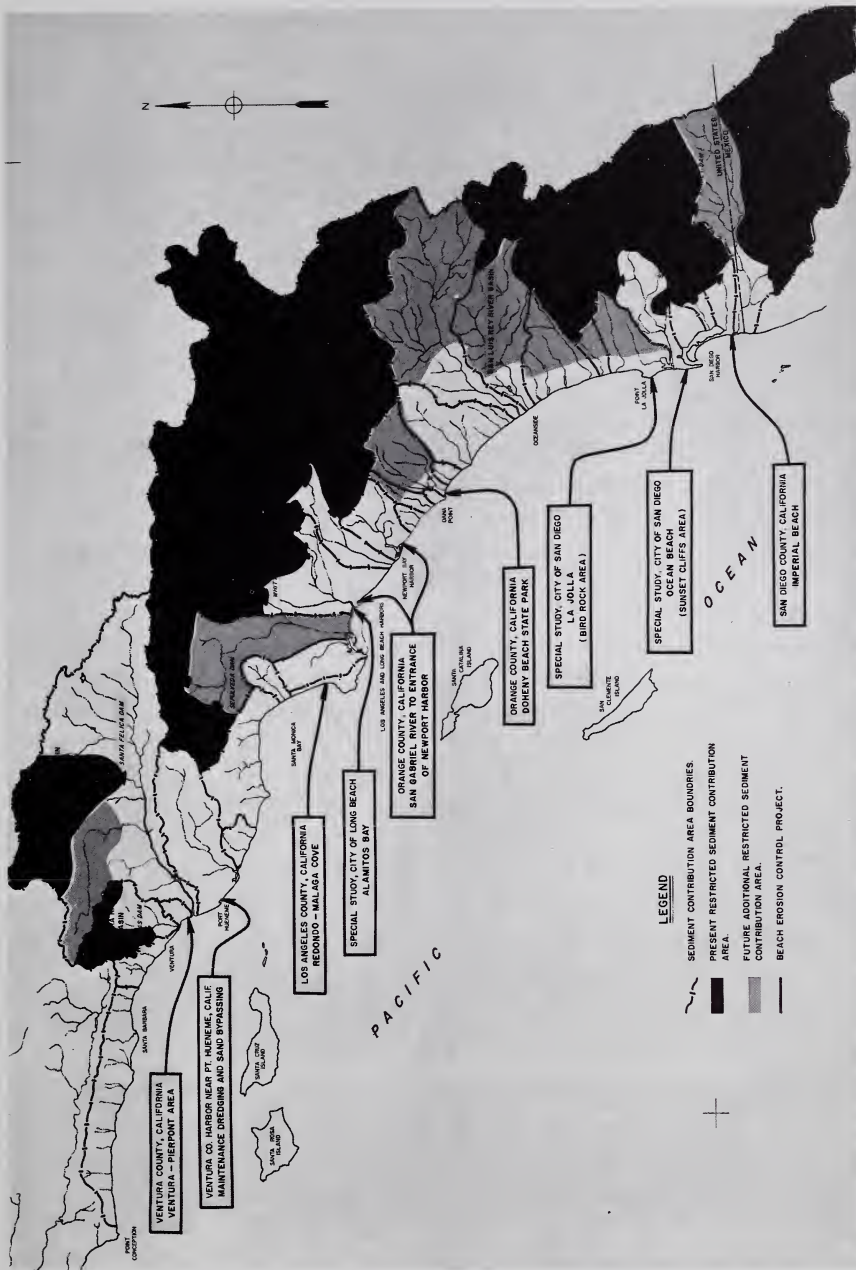 N
POINT
CONCEPTION
SANTA BARBARA
VENTURA
PORT
HUENEME
SANTA FELICA DAM
SEPULVEDA DAM
SANTA MONICA
BAY
LOS ANGELES AND LONG BEACH HARBORS
NEWPORT BAY
HARBOR
DANA
POINT
SAN LUIS REY RIVER BASIN
OCEANSIDE
POINT
LA JOLLA
SAN DIEGO
HARBOR
UNITED STATES
MEXICO
VENTURA COUNTY, CALIFORNIA
VENTURA - PIERPONT AREA
VENTURA CO. HARBOR NEAR PT. HUENEME, CALIF.
MAINTENANCE DREDGING AND SAND BYPASSING
LOS ANGELES COUNTY, CALIFORNIA
REDONDO - MALAGA COVE
SPECIAL STUDY, CITY OF LONG BEACH
ALAMITOS BAY
ORANGE COUNTY, CALIFORNIA
SAN GABRIEL RIVER TO ENTRANCE
OF NEWPORT HARBOR
ORANGE COUNTY, CALIFORNIA
DOHENY BEACH STATE PARK
SPECIAL STUDY, CITY OF SAN DIEGO
LA JOLLA
(BIRD ROCK AREA)
SPECIAL STUDY, CITY OF SAN DIEGO
OCEAN BEACH
(SUNSET CLIFFS AREA)
SAN DIEGO COUNTY, CALIFORNIA
IMPERIAL BEACH
SANTA ROSA
ISLAND
SANTA CRUZ
ISLAND
SANTA CATALINA
ISLAND
SAN CLEMENTE
ISLAND
PACIFIC
OCEAN
LEGEND
SEDIMENT CONTRIBUTION AREA BOUNDRIES.
PRESENT RESTRICTED SEDIMENT CONTRIBUTION
AREA.
FUTURE ADDITIONAL RESTRICTED SEDIMENT
CONTRIBUTION AREA.
BEACH EROSION CONTROL PROJECT.